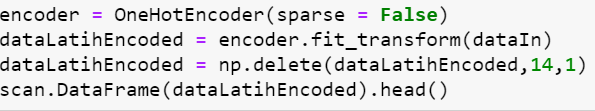 encoder = OneHotEncoder(sparse = False)
dataLatihEncoded = encoder.fit_transform(dataIn)
dataLatihEncoded = np.delete(dataLatihEncoded,14,1)
scan.DataFrame(dataLatihEncoded).head()